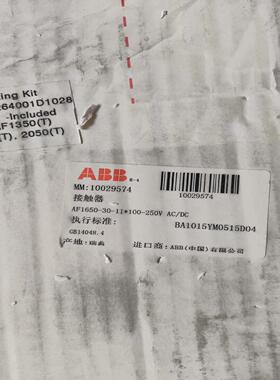 ing Kit
64001D1028
-Included
F1350(T)
(T). 2050(T)
ABB
MM:10029574
接触器
10029574
AF1650-30-11*100-250V AC/DC
执行标准:
BA1015YM0515D04
GB14048.4
产地:瑞典
进口商:ABB(中国)有限公司